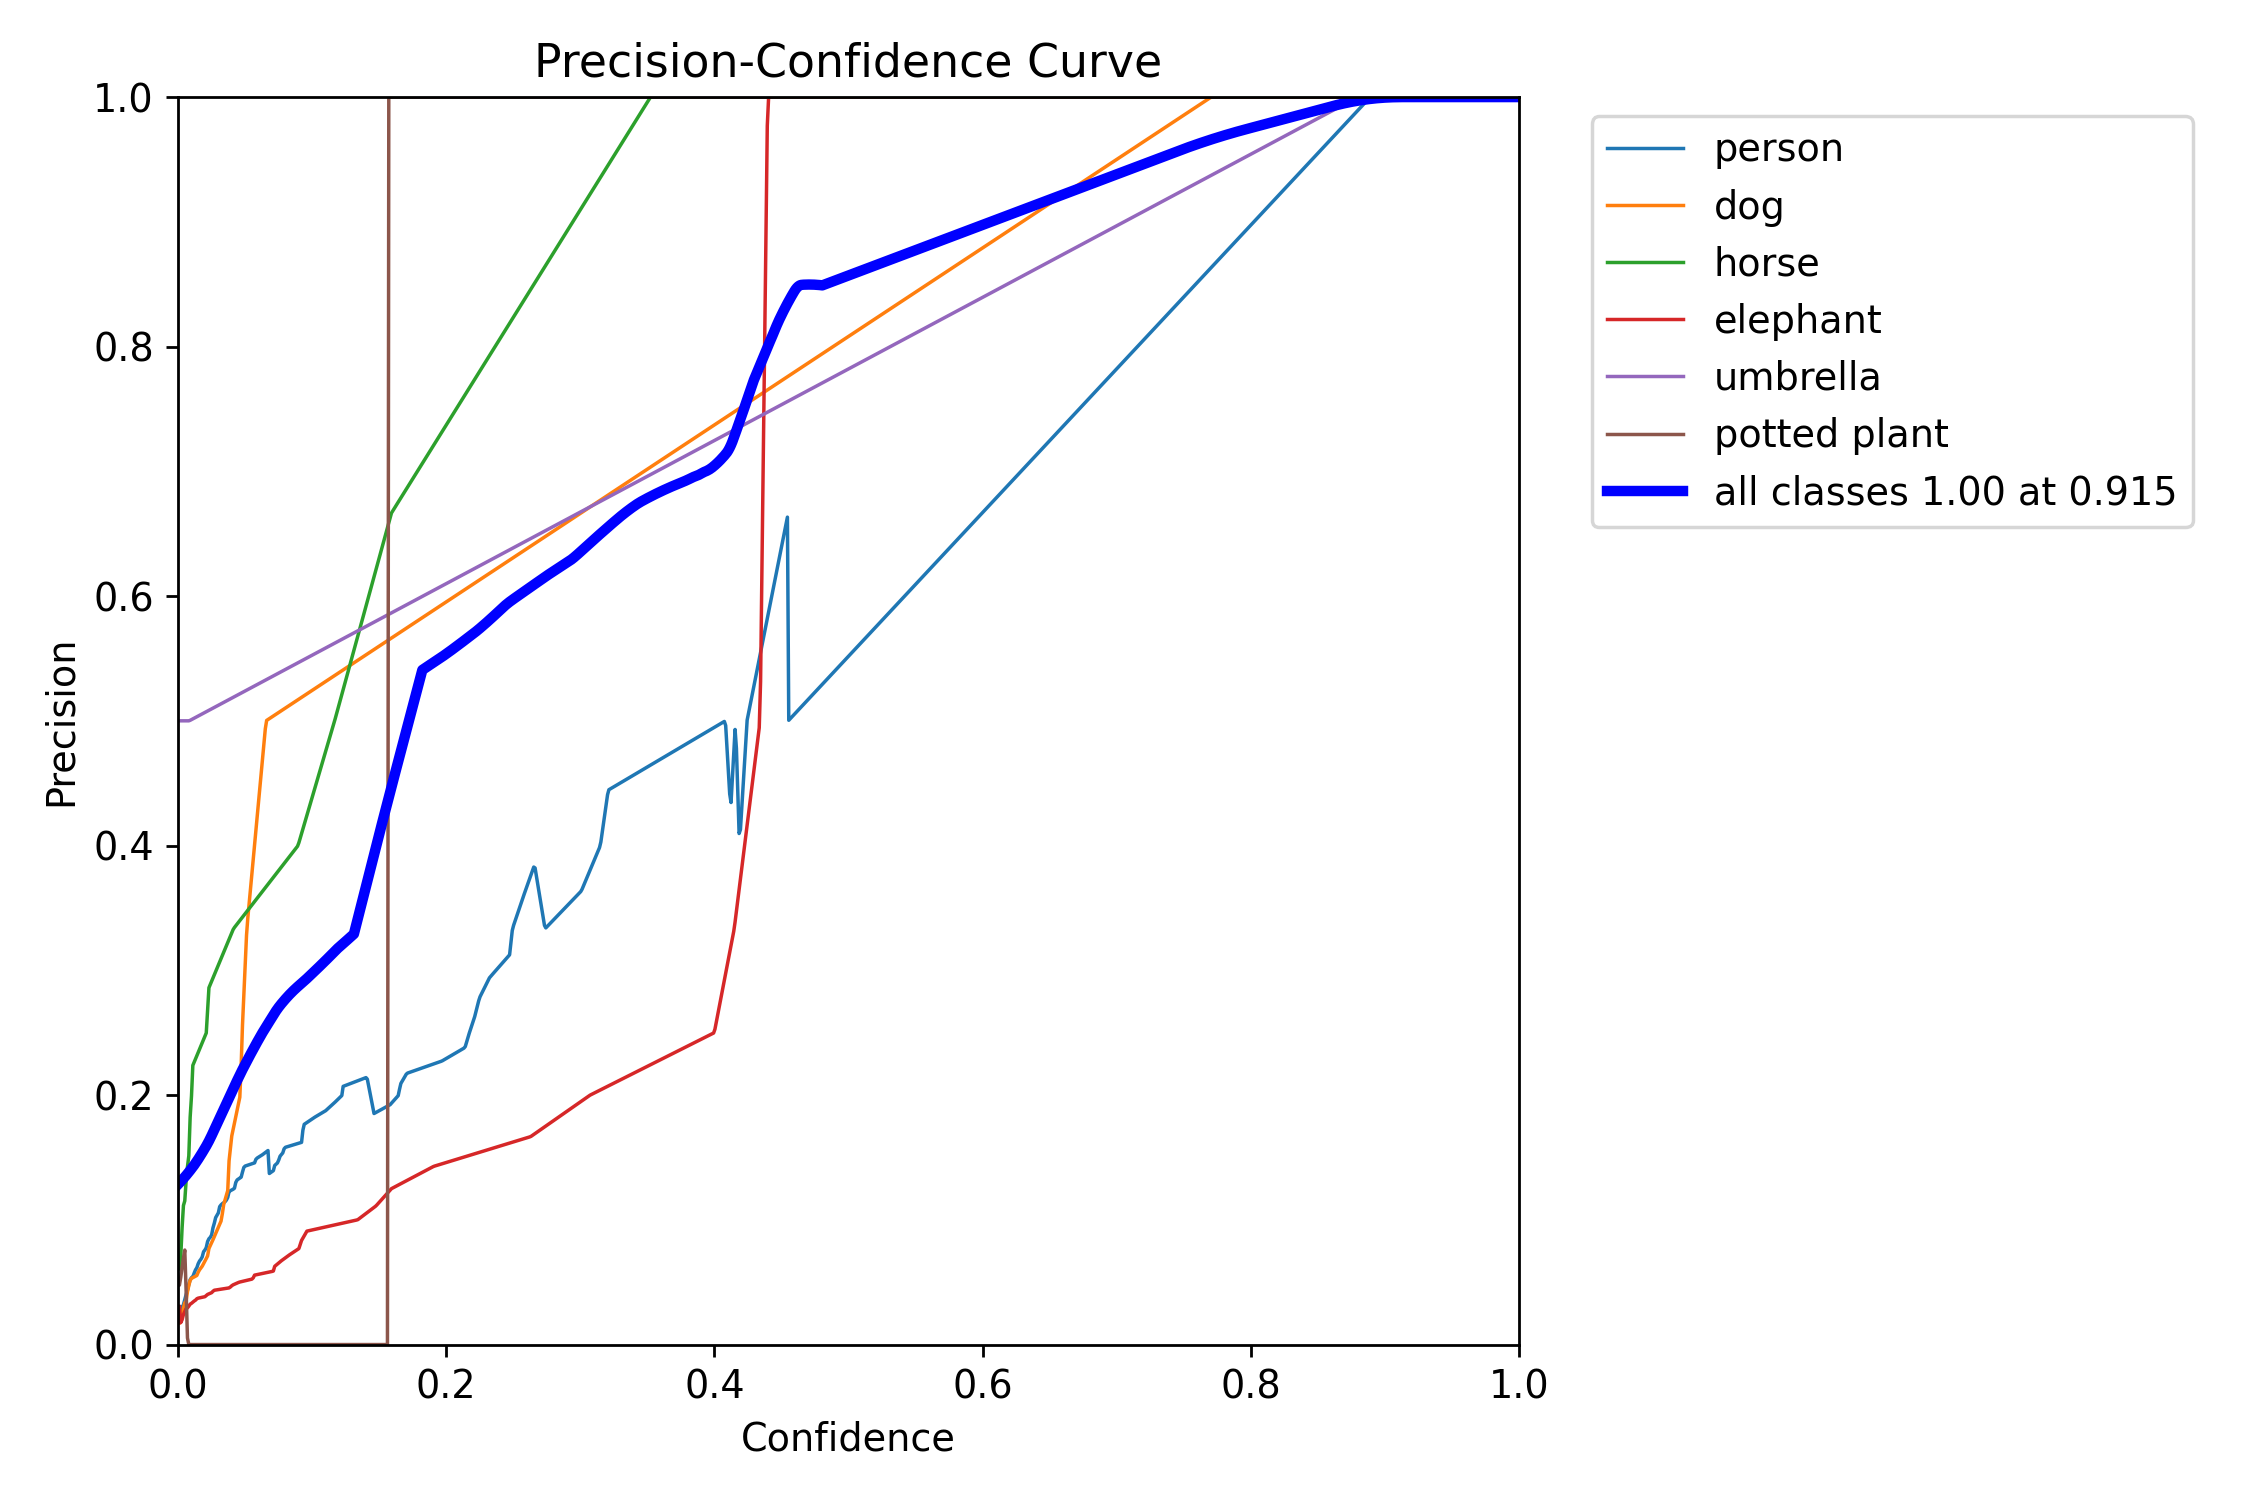 Precision-Confidence Curve
1.0
0.8
0.6
0.4
0.2
0.0
Precision
0.0 0.2 0.4 0.6 0.8 1.0
Confidence
person
dog
horse
elephant
umbrella
potted plant
all classes 1.00 at 0.915